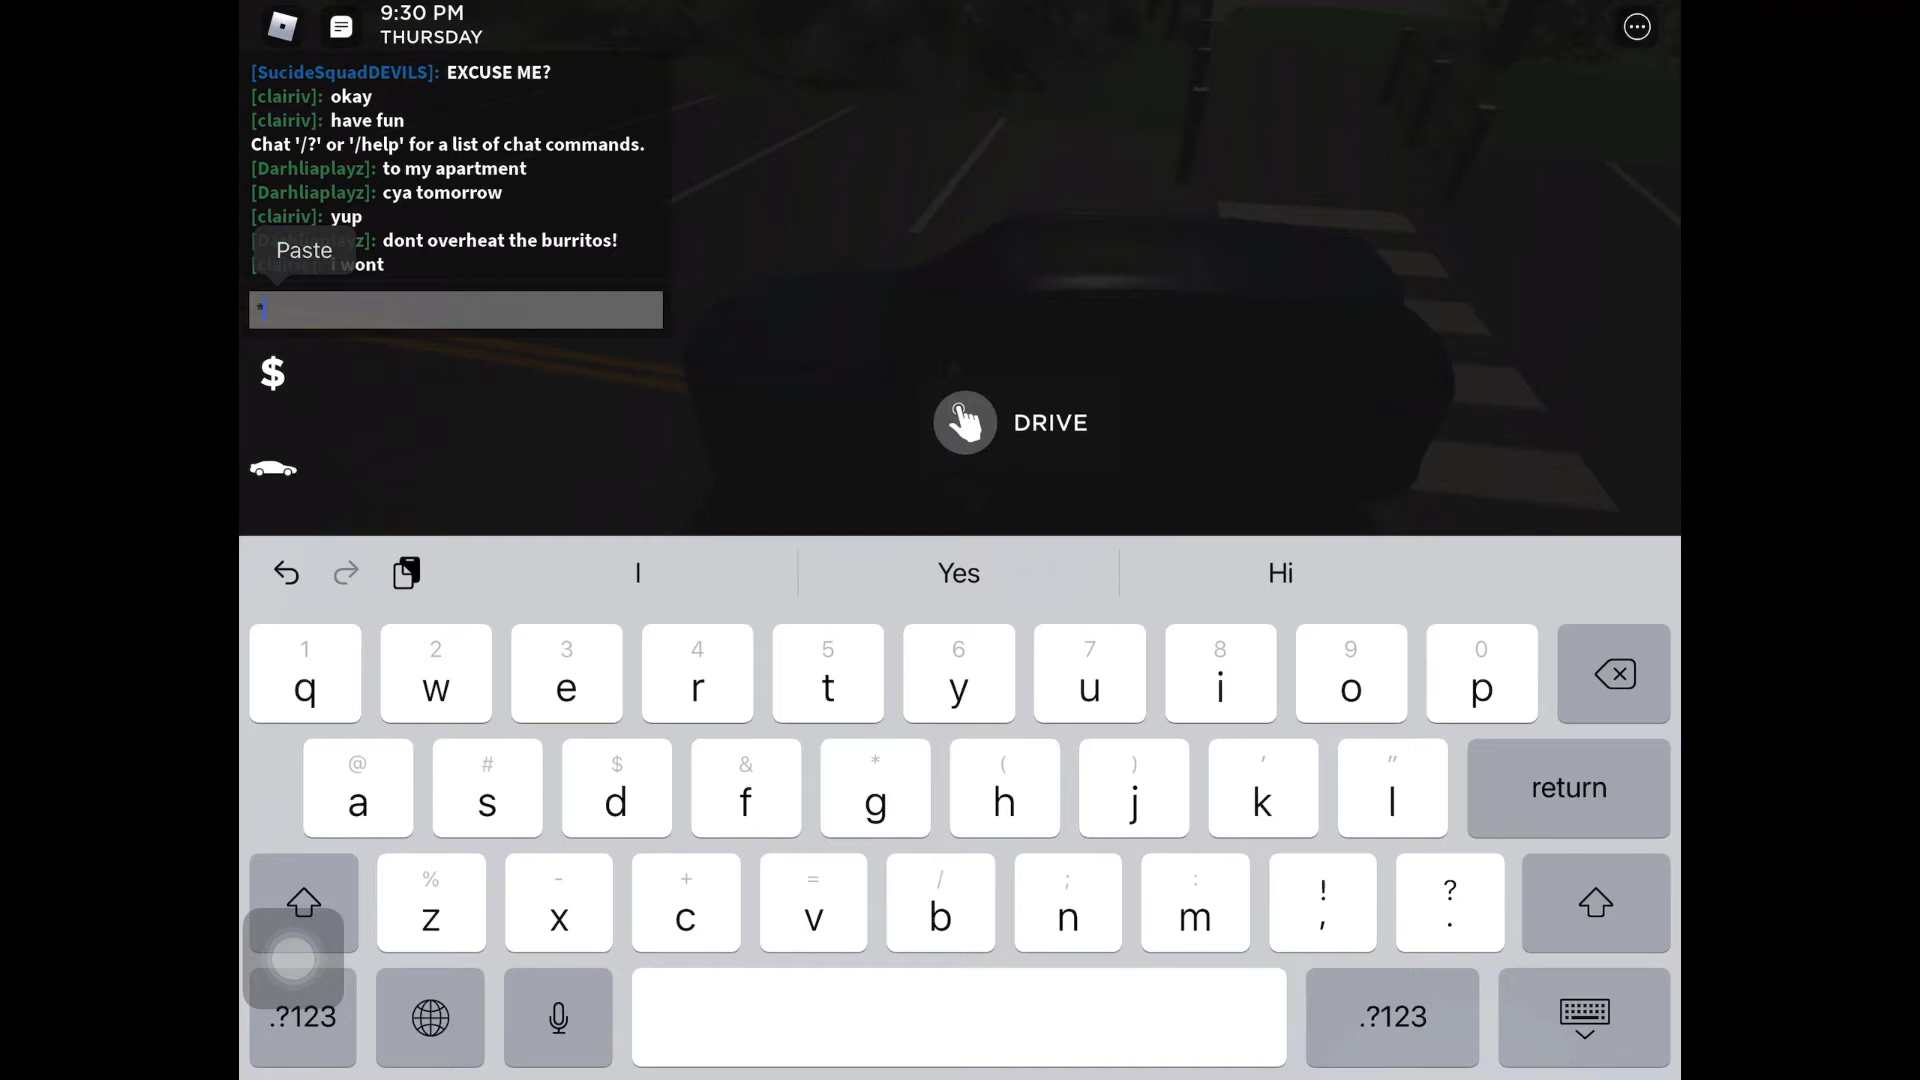 9:30 PM
THURSDAY
[SucideSquadDEVILS]: EXCUSE ME?
[clairiv]: okay
[clairiv]: have fun
Chat '/?' or '/help' for a list of chat commands.
[Darhliaplayz]: to my apartment
[Darhliaplayz]: cya tomorrow
[clairiv]: yup
dont overheat the burritos!
Paste
i wont
*
$
DRIVE
I Yes Hi
1 2 3 4 5 6 7 8 9 0
q w e r t y u i o p
@ # $ & * ( ) ' "
a s d f g h j k l return
% - + = / ; : ! ?
z x c v b n m , .
.?123 .?123